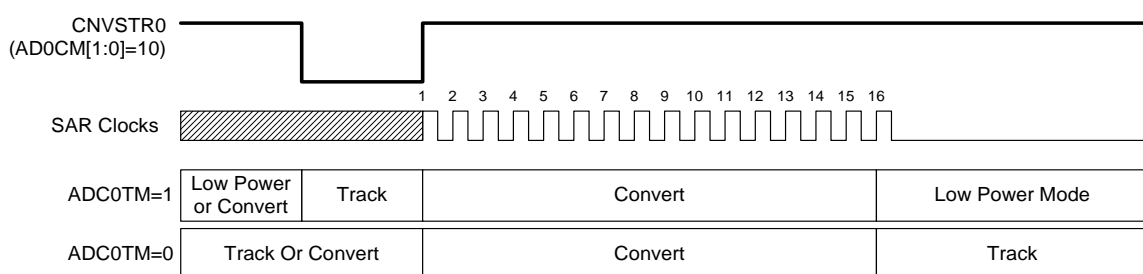 CNVSTR0
(AD0CM[1:0]=10)
1 2 3 4 5 6 7 8 9 10 11 12 13 14 15 16
SAR Clocks
ADC0TM=1
Low Power
or Convert
Track
Convert
Low Power Mode
ADC0TM=0
Track Or Convert
Convert
Track